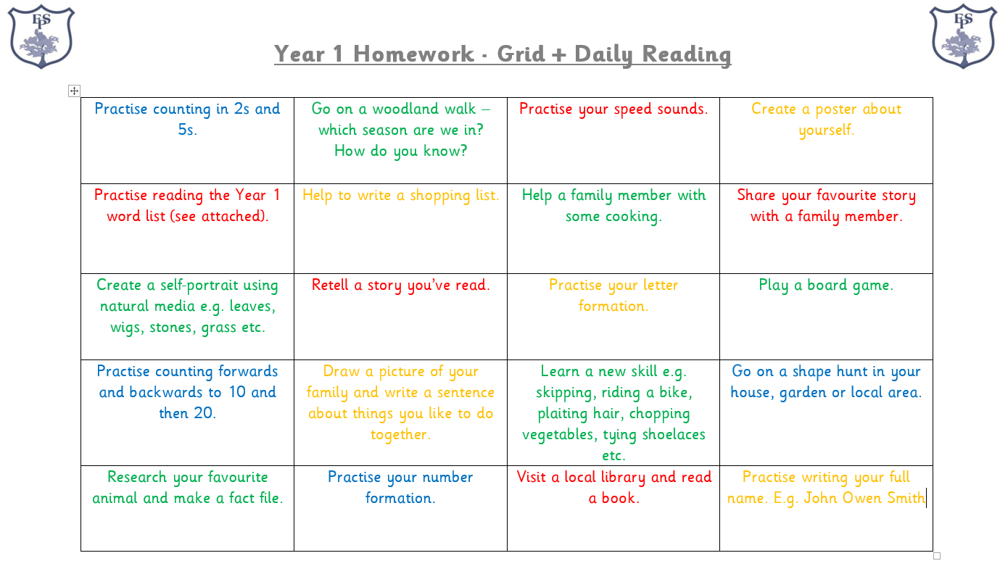 EPS
EPS
Year 1 Homework - Grid + Daily Reading
Practise counting in 2s and
5s.
Go on a woodland walk –
which season are we in?
How do you know?
Practise your speed sounds.
Create a poster about
yourself.
Practise reading the Year 1
word list (see attached).
Help to write a shopping list.
Help a family member with
some cooking.
Share your favourite story
with a family member.
Create a self-portrait using
natural media e.g. leaves,
wigs, stones, grass etc.
Retell a story you’ve read.
Practise your letter
formation.
Play a board game.
Practise counting forwards
and backwards to 10 and
then 20.
Draw a picture of your
family and write a sentence
about things you like to do
together.
Learn a new skill e.g.
skipping, riding a bike,
plaiting hair, chopping
vegetables, tying shoelaces
etc.
Go on a shape hunt in your
house, garden or local area.
Research your favourite
animal and make a fact file.
Practise your number
formation.
Visit a local library and read
a book.
Practise writing your full
name. E.g. John Owen Smith